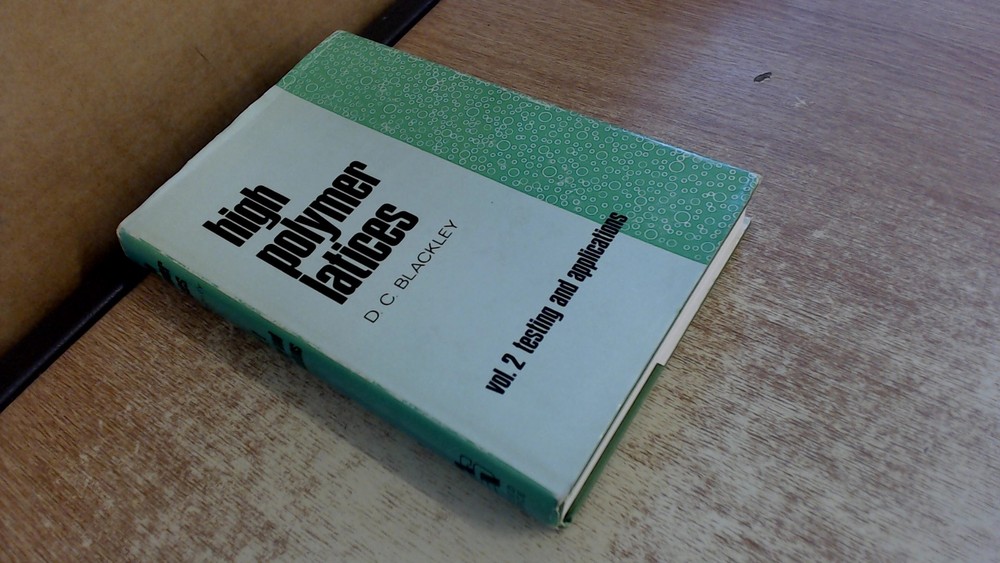 high
polymer
latices
D. C. BLACKLEY
vol. 2 testing and applications